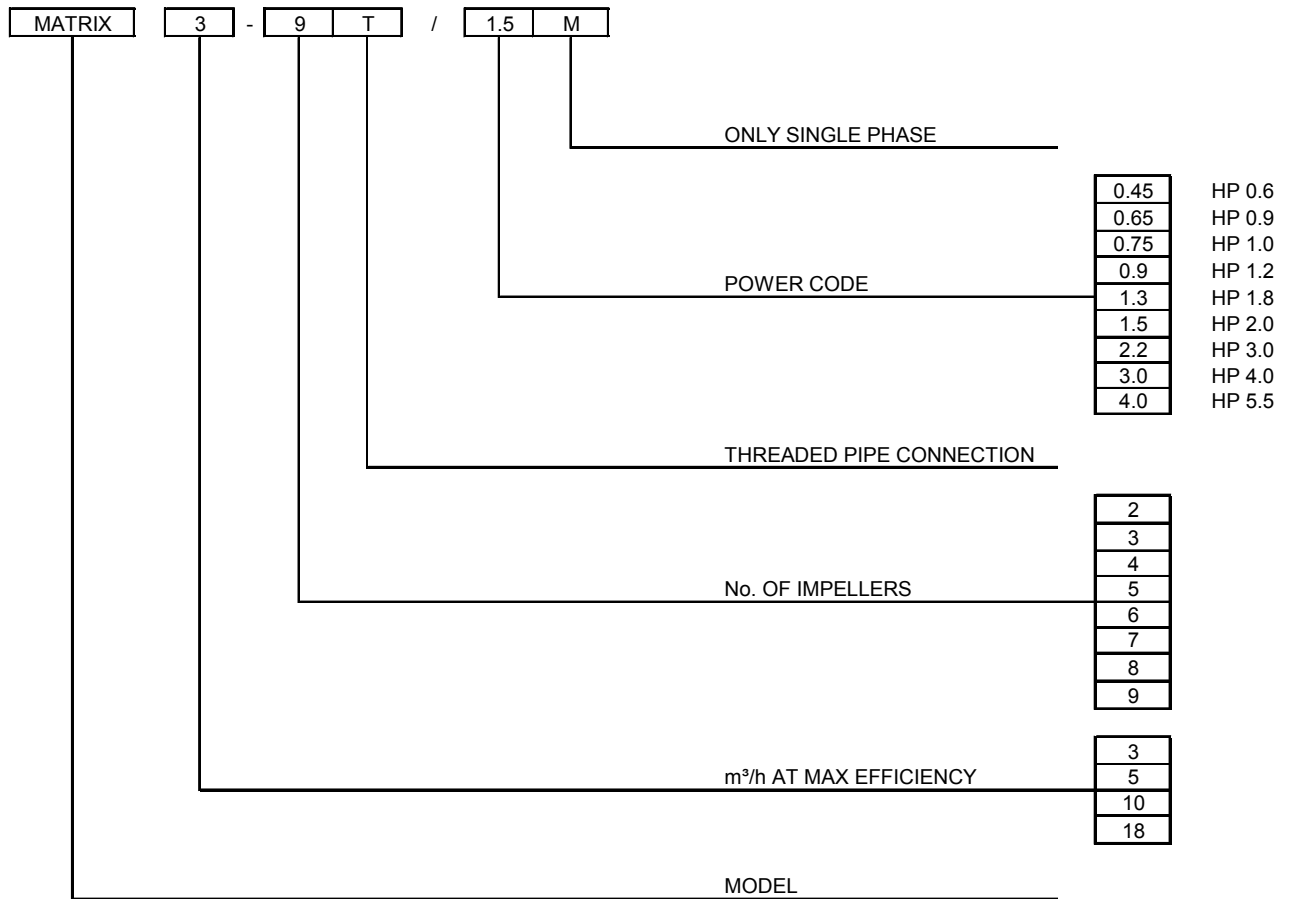 MATRIX 3 - 9 T / 1.5 M
ONLY SINGLE PHASE
0.45 HP 0.6
0.65 HP 0.9
0.75 HP 1.0
0.9 HP 1.2
POWER CODE
1.3 HP 1.8
1.5 HP 2.0
2.2 HP 3.0
3.0 HP 4.0
4.0 HP 5.5
THREADED PIPE CONNECTION
2
3
4
No. OF IMPELLERS 5
6
7
8
9
3
m³/h AT MAX EFFICIENCY 5
10
18
MODEL